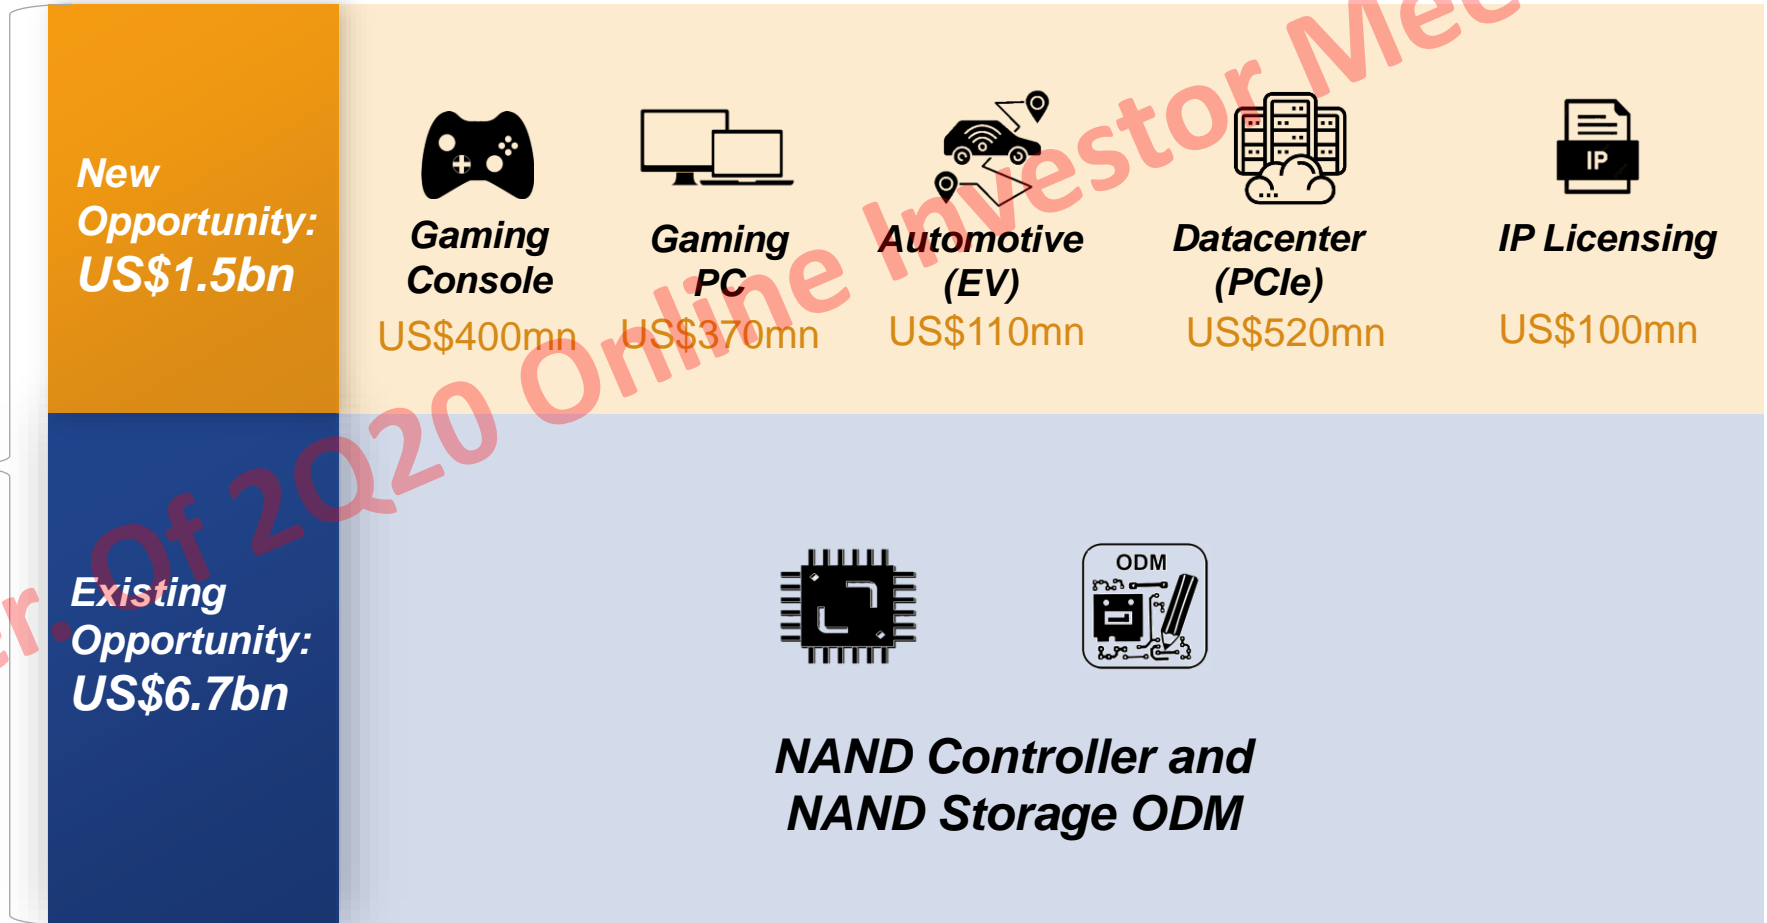 New
Opportunity:
US$1.5bn
Gaming
Console
US$400mn
Gaming
PC
US$370mn
Automotive
(EV)
US$110mn
Datacenter
(PCIe)
US$520mn
IP
IP Licensing
US$100mn
Existing
Opportunity:
US$6.7bn
ODM
NAND Controller and
NAND Storage ODM
Of 2Q20 Online Investor